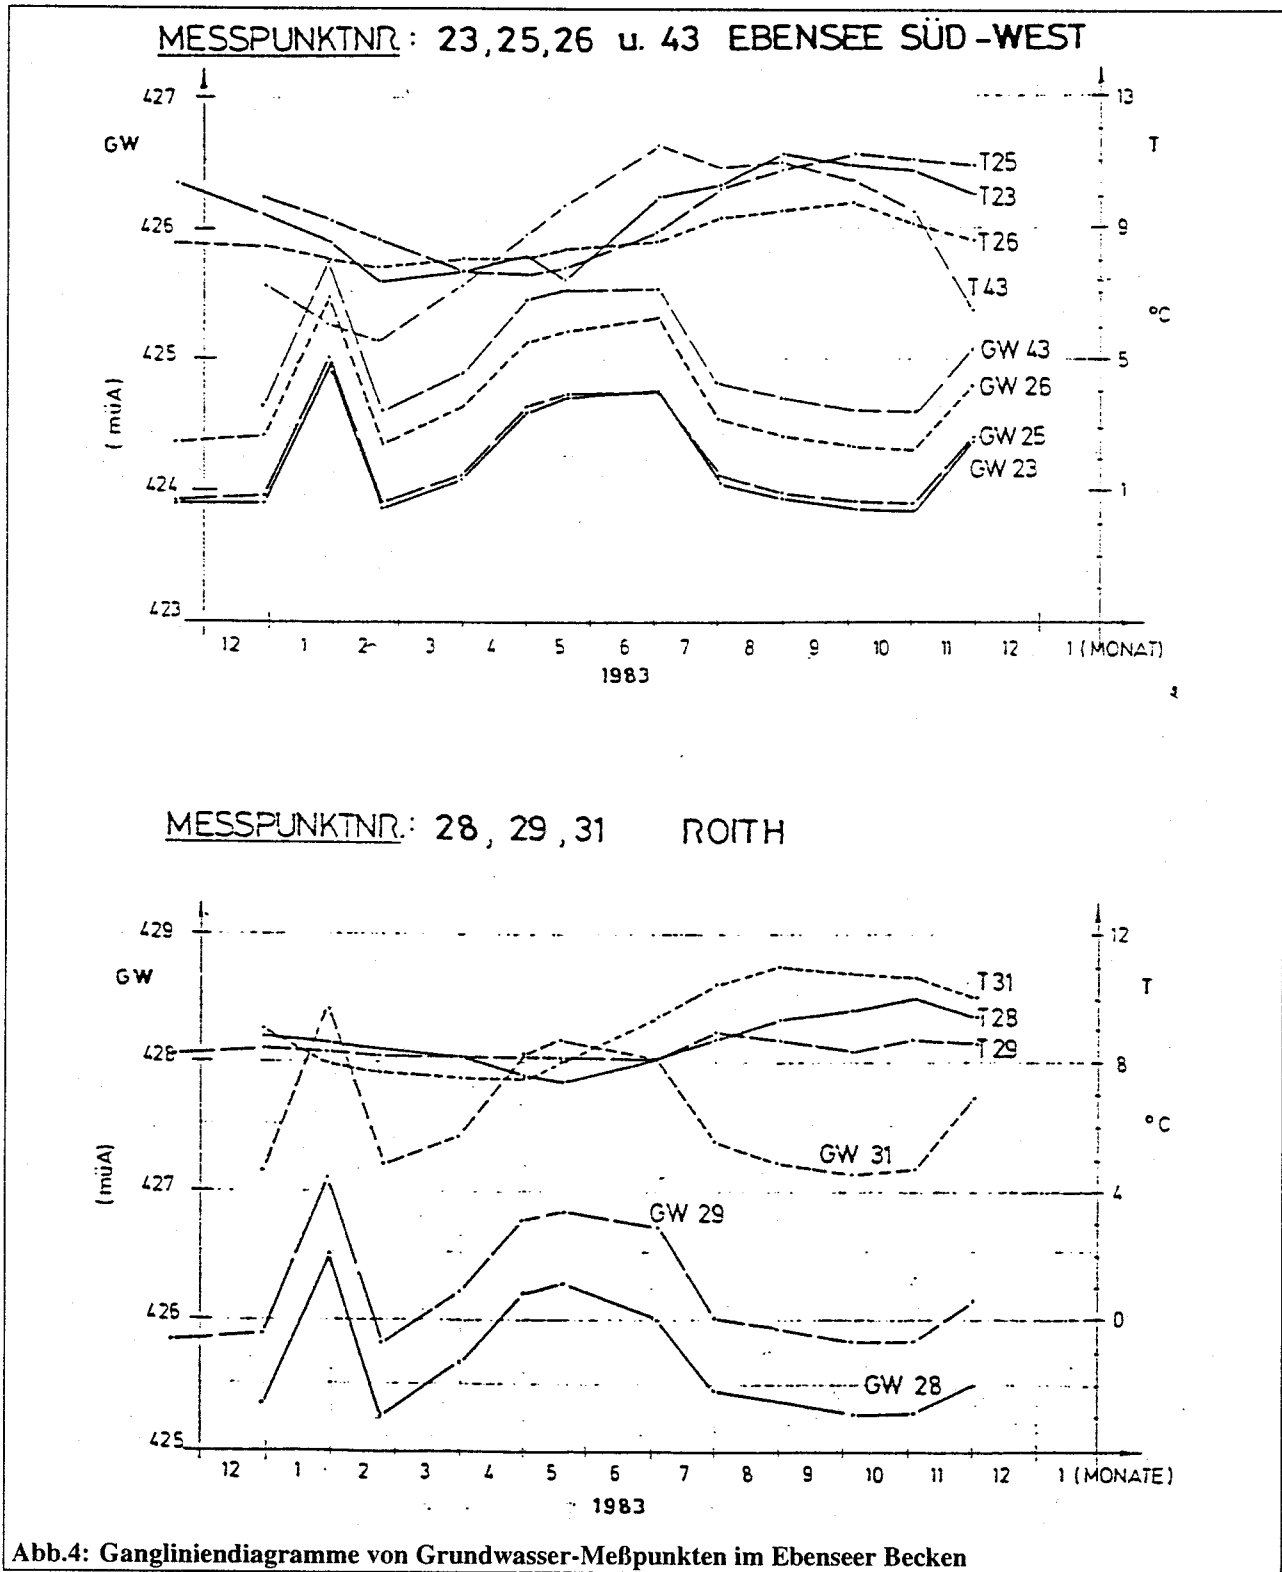 MESSPUNKTNR.: 23,25,26 u. 43 EBENSEE SÜD-WEST
427
13
GW
T
T25
T23
426
9
T26
T43
°C
GW 43
425
5
GW 26
(müA)
GW 25
GW 23
424
1
423
12 1 2 3 4 5 6 7 8 9 10 11 12 1 (MONAT)
1983
MESSPUNKTNR.: 28, 29, 31 ROITH
429
12
GW
T
T31
T28
T29
428
8
°C
(müA)
GW 31
427
4
GW 29
426
0
GW 28
425
12 1 2 3 4 5 6 7 8 9 10 11 12 1 (MONATE)
1983
Abb.4: Gangliniendiagramme von Grundwasser-Meßpunkten im Ebenseer Becken